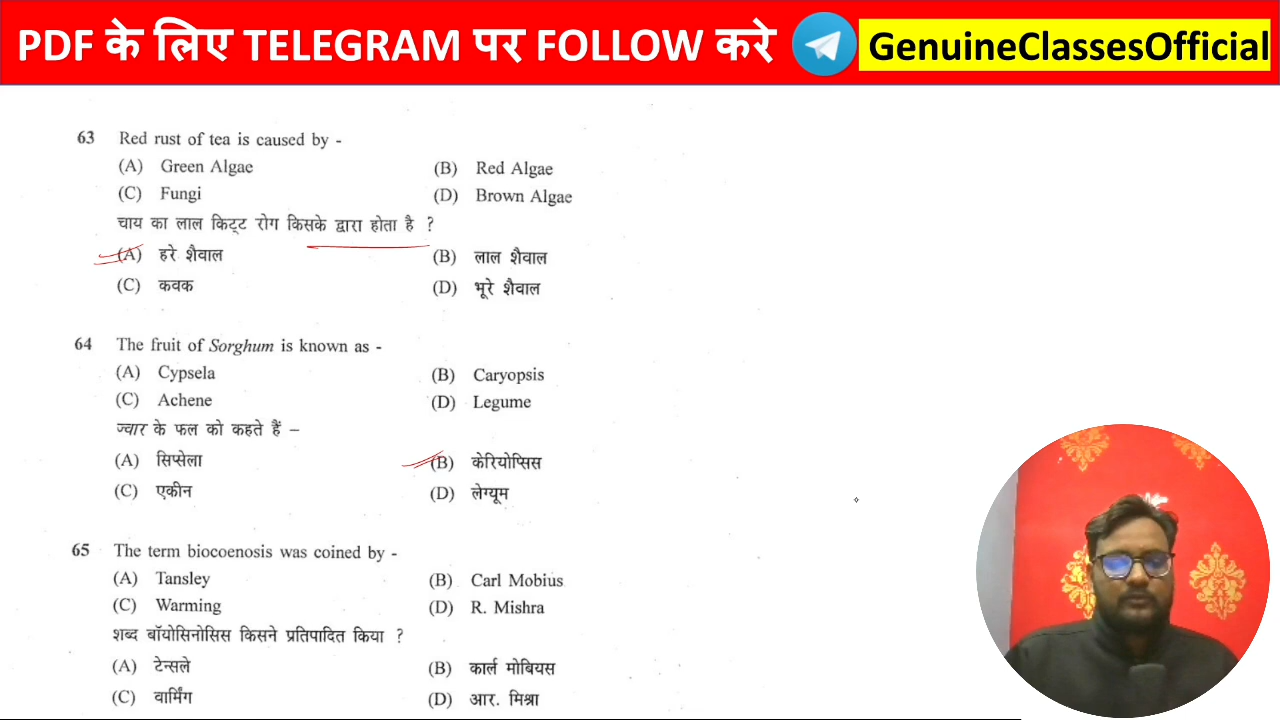 PDF के लिए TELEGRAM पर FOLLOW करे GenuineClassesOfficial
63 Red rust of tea is caused by -
(A) Green Algae (B) Red Algae
(C) Fungi (D) Brown Algae
चाय का लाल किट्ट रोग किसके द्वारा होता है ?
(A) हरे शैवाल (B) लाल शैवाल
(C) कवक (D) भूरे शैवाल
64 The fruit of Sorghum is known as -
(A) Cypsela (B) Caryopsis
(C) Achene (D) Legume
ज्वार के फल को कहते हैं –
(A) सिप्सेला (B) केरियोप्सिस
(C) एकीन (D) लेग्यूम
65 The term biocoenosis was coined by -
(A) Tansley (B) Carl Mobius
(C) Warming (D) R. Mishra
शब्द बॉयोसिनोसिस किसने प्रतिपादित किया ?
(A) टेन्सले (B) कार्ल मोबियस
(C) वार्मिंग (D) आर. मिश्रा